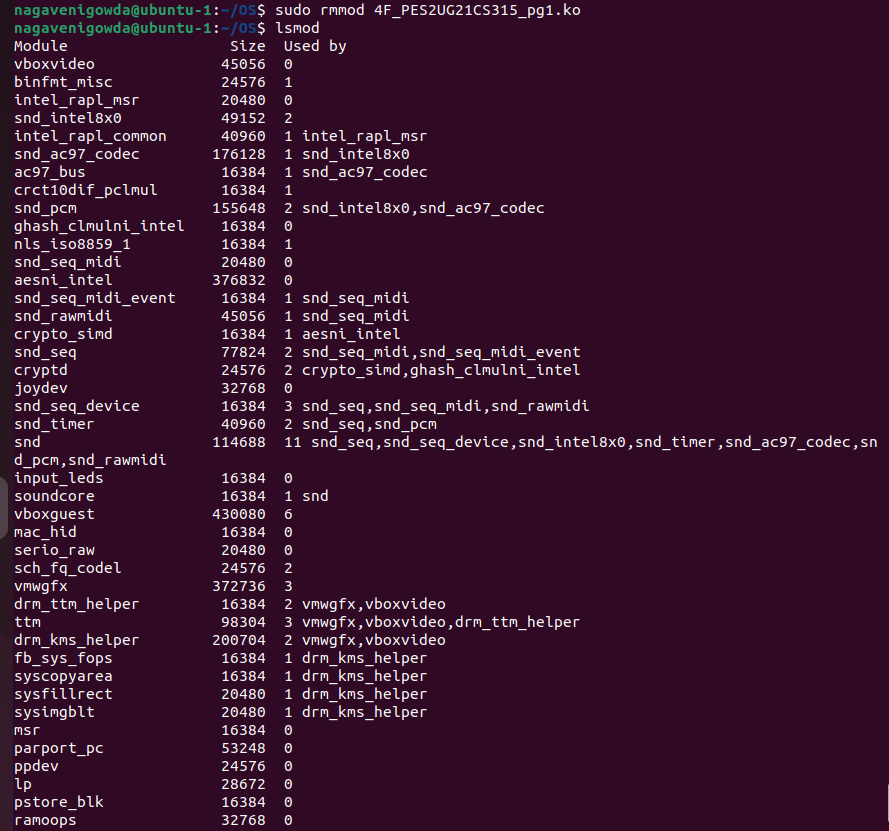 nagavenigowda@ubuntu-1:~/OS$ sudo rmmod 4F_PES2UG21CS315_pg1.ko
nagavenigowda@ubuntu-1:~/OS$ lsmod
Module                  Size  Used by
vboxvideo              45056  0
binfmt_misc            24576  1
intel_rapl_msr         20480  0
snd_intel8x0           49152  2
intel_rapl_common      40960  1 intel_rapl_msr
snd_ac97_codec        176128  1 snd_intel8x0
ac97_bus               16384  1 snd_ac97_codec
crct10dif_pclmul       16384  1
snd_pcm               155648  2 snd_intel8x0,snd_ac97_codec
ghash_clmulni_intel    16384  0
nls_iso8859_1          16384  1
snd_seq_midi           20480  0
aesni_intel           376832  0
snd_seq_midi_event     16384  1 snd_seq_midi
snd_rawmidi            45056  1 snd_seq_midi
crypto_simd            16384  1 aesni_intel
snd_seq                77824  2 snd_seq_midi,snd_seq_midi_event
cryptd                 24576  2 crypto_simd,ghash_clmulni_intel
joydev                 32768  0
snd_seq_device         16384  3 snd_seq,snd_seq_midi,snd_rawmidi
snd_timer              40960  2 snd_seq,snd_pcm
snd                   114688  11 snd_seq,snd_seq_device,snd_intel8x0,snd_timer,snd_ac97_codec,sn
d_pcm,snd_rawmidi
input_leds             16384  0
soundcore              16384  1 snd
vboxguest             430080  6
mac_hid                16384  0
serio_raw              20480  0
sch_fq_codel           24576  2
vmwgfx                372736  3
drm_ttm_helper         16384  2 vmwgfx,vboxvideo
ttm                    98304  3 vmwgfx,vboxvideo,drm_ttm_helper
drm_kms_helper        200704  2 vmwgfx,vboxvideo
fb_sys_fops            16384  1 drm_kms_helper
syscopyarea            16384  1 drm_kms_helper
sysfillrect            20480  1 drm_kms_helper
sysimgblt              20480  1 drm_kms_helper
msr                    16384  0
parport_pc             53248  0
ppdev                  24576  0
lp                     28672  0
pstore_blk             16384  0
ramoops                32768  0